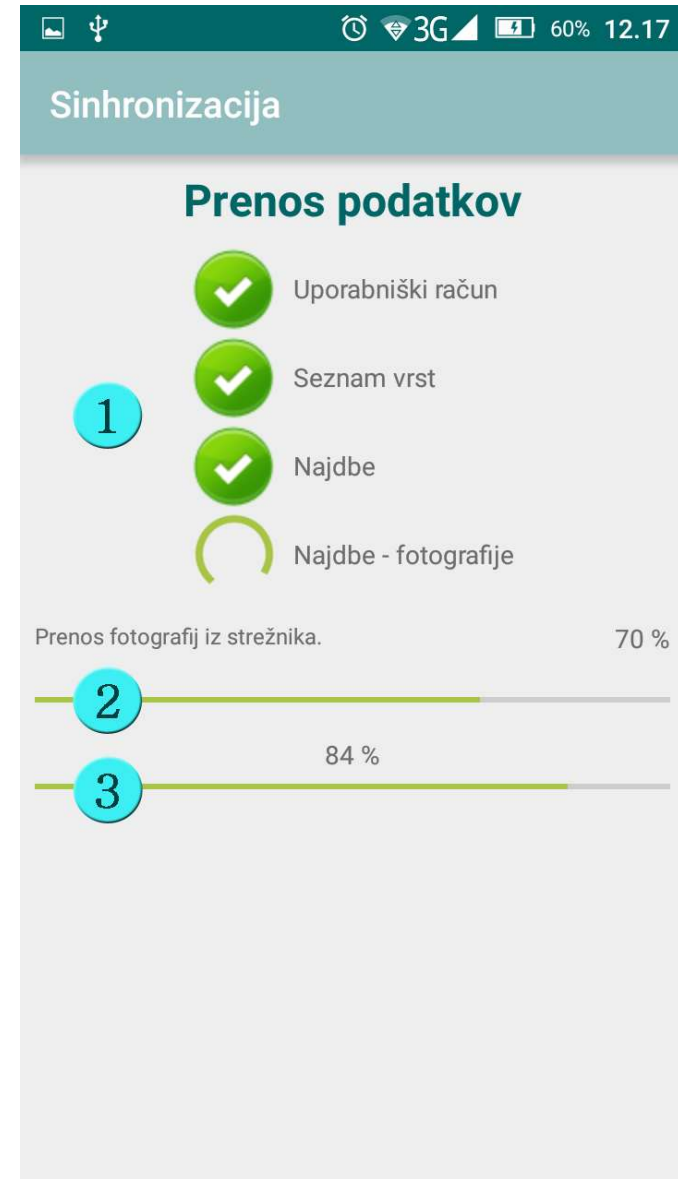 3G 60% 12.17
Sinhronizacija
Prenos podatkov
Uporabniški račun
Seznam vrst
1
Najdbe
Najdbe - fotografije
Prenos fotografij iz strežnika. 70 %
2
84 %
3